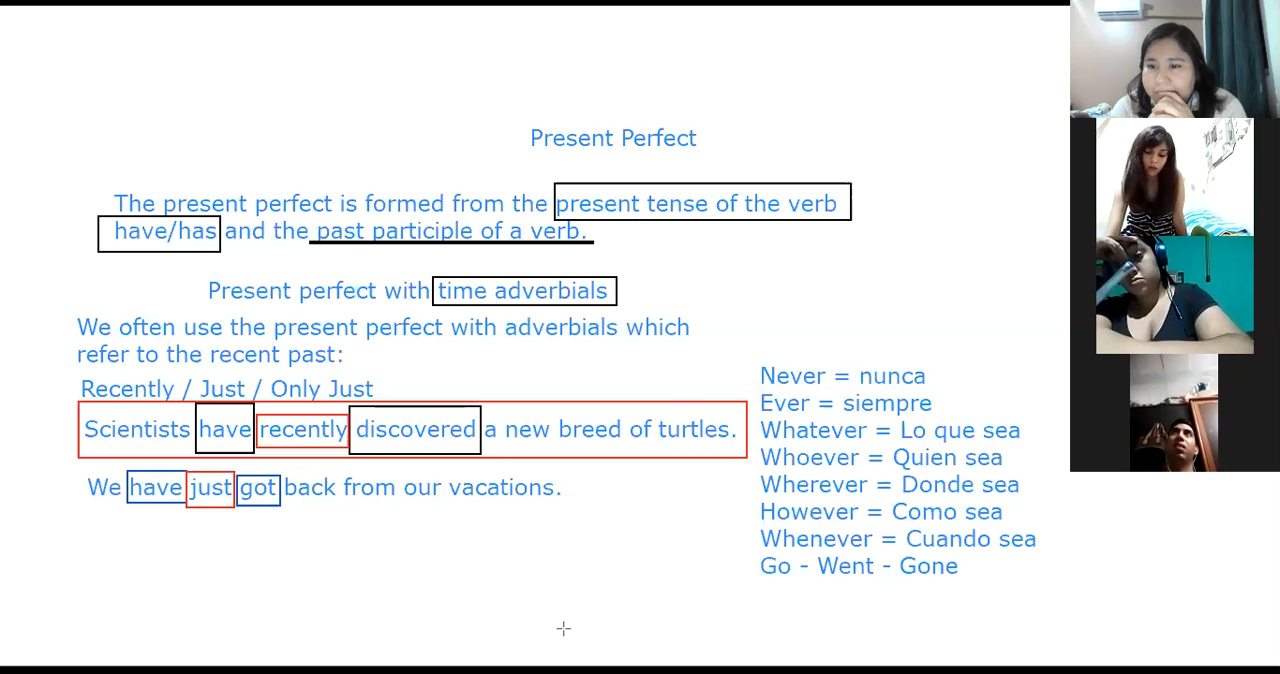 Present Perfect
The present perfect is formed from the present tense of the verb
have/has and the past participle of a verb.
Present perfect with time adverbials
We often use the present perfect with adverbials which
refer to the recent past:
Recently / Just / Only Just
Scientists have recently discovered a new breed of turtles.
We have just got back from our vacations.
Never = nunca
Ever = siempre
Whatever = Lo que sea
Whoever = Quien sea
Wherever = Donde sea
However = Como sea
Whenever = Cuando sea
Go - Went - Gone